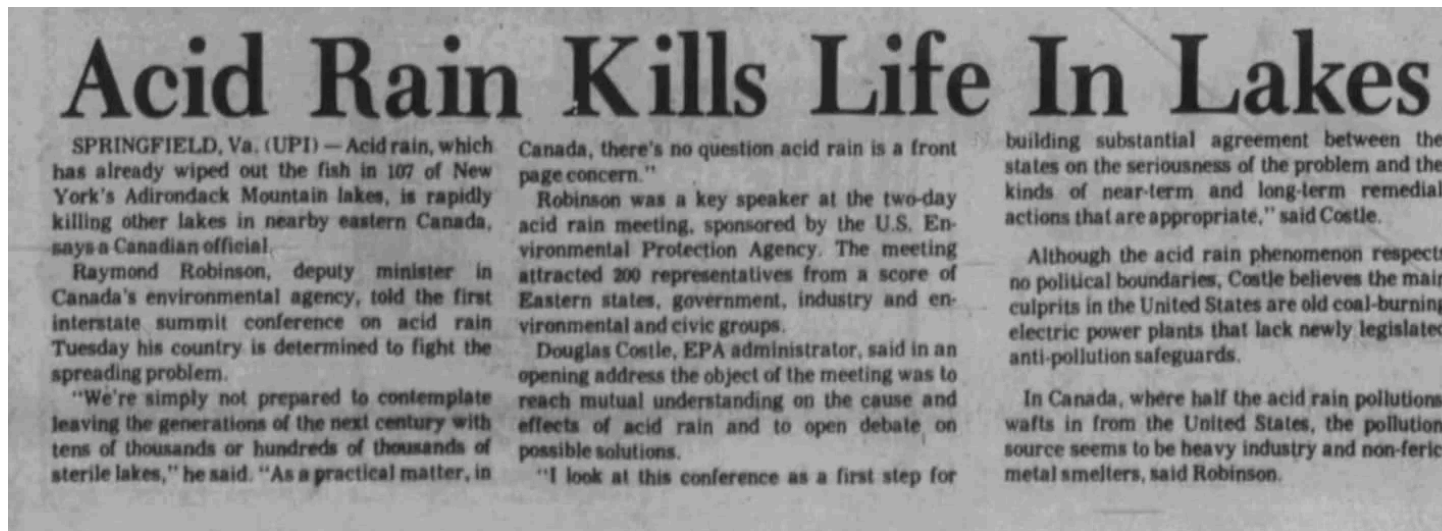 Acid Rain Kills Life In Lakes
SPRINGFIELD, Va. (UPI) — Acid rain, which
has already wiped out the fish in 107 of New
York's Adirondack Mountain lakes, is rapidly
killing other lakes in nearby eastern Canada,
says a Canadian official.
Raymond Robinson, deputy minister in
Canada's environmental agency, told the first
interstate summit conference on acid rain
Tuesday his country is determined to fight the
spreading problem.
"We're simply not prepared to contemplate
leaving the generations of the next century with
tens of thousands or hundreds of thousands of
sterile lakes," he said. "As a practical matter, in
Canada, there's no question acid rain is a front
page concern."
Robinson was a key speaker at the two-day
acid rain meeting, sponsored by the U.S. En-
vironmental Protection Agency. The meeting
attracted 200 representatives from a score of
Eastern states, government, industry and en-
vironmental and civic groups.
Douglas Costle, EPA administrator, said in an
opening address the object of the meeting was to
reach mutual understanding on the cause and
effects of acid rain and to open debate on
possible solutions.
"I look at this conference as a first step for
building substantial agreement between the
states on the seriousness of the problem and the
kinds of near-term and long-term remedial
actions that are appropriate," said Costle.
Although the acid rain phenomenon respects
no political boundaries, Costle believes the main
culprits in the United States are old coal-burning
electric power plants that lack newly legislated
anti-pollution safeguards.
In Canada, where half the acid rain pollutions
wafts in from the United States, the pollution
source seems to be heavy industry and non-feric
metal smelters, said Robinson.